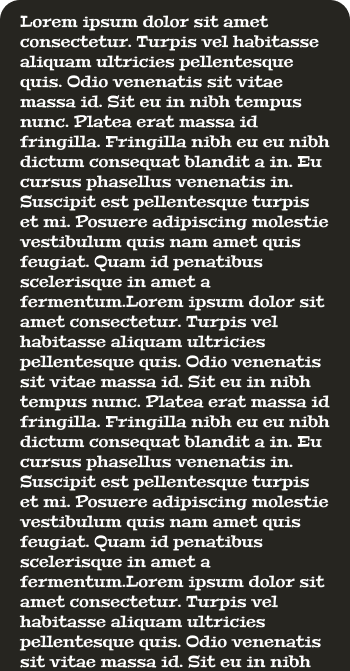 Lorem ipsum dolor sit amet
consectetur. Turpis vel habitasse
aliquam ultricies pellentesque
quis. Odio venenatis sit vitae
massa id. Sit eu in nibh tempus
nunc. Platea erat massa id
fringilla. Fringilla nibh eu eu nibh
dictum consequat blandit a in. Eu
cursus phasellus venenatis in.
Suscipit est pellentesque turpis
et mi. Posuere adipiscing molestie
vestibulum quis nam amet quis
feugiat. Quam id penatibus
scelerisque in amet a
fermentum.Lorem ipsum dolor sit
amet consectetur. Turpis vel
habitasse aliquam ultricies
pellentesque quis. Odio venenatis
sit vitae massa id. Sit eu in nibh
tempus nunc. Platea erat massa id
fringilla. Fringilla nibh eu eu nibh
dictum consequat blandit a in. Eu
cursus phasellus venenatis in.
Suscipit est pellentesque turpis
et mi. Posuere adipiscing molestie
vestibulum quis nam amet quis
feugiat. Quam id penatibus
scelerisque in amet a
fermentum.Lorem ipsum dolor sit
amet consectetur. Turpis vel
habitasse aliquam ultricies
pellentesque quis. Odio venenatis
sit vitae massa id. Sit eu in nibh